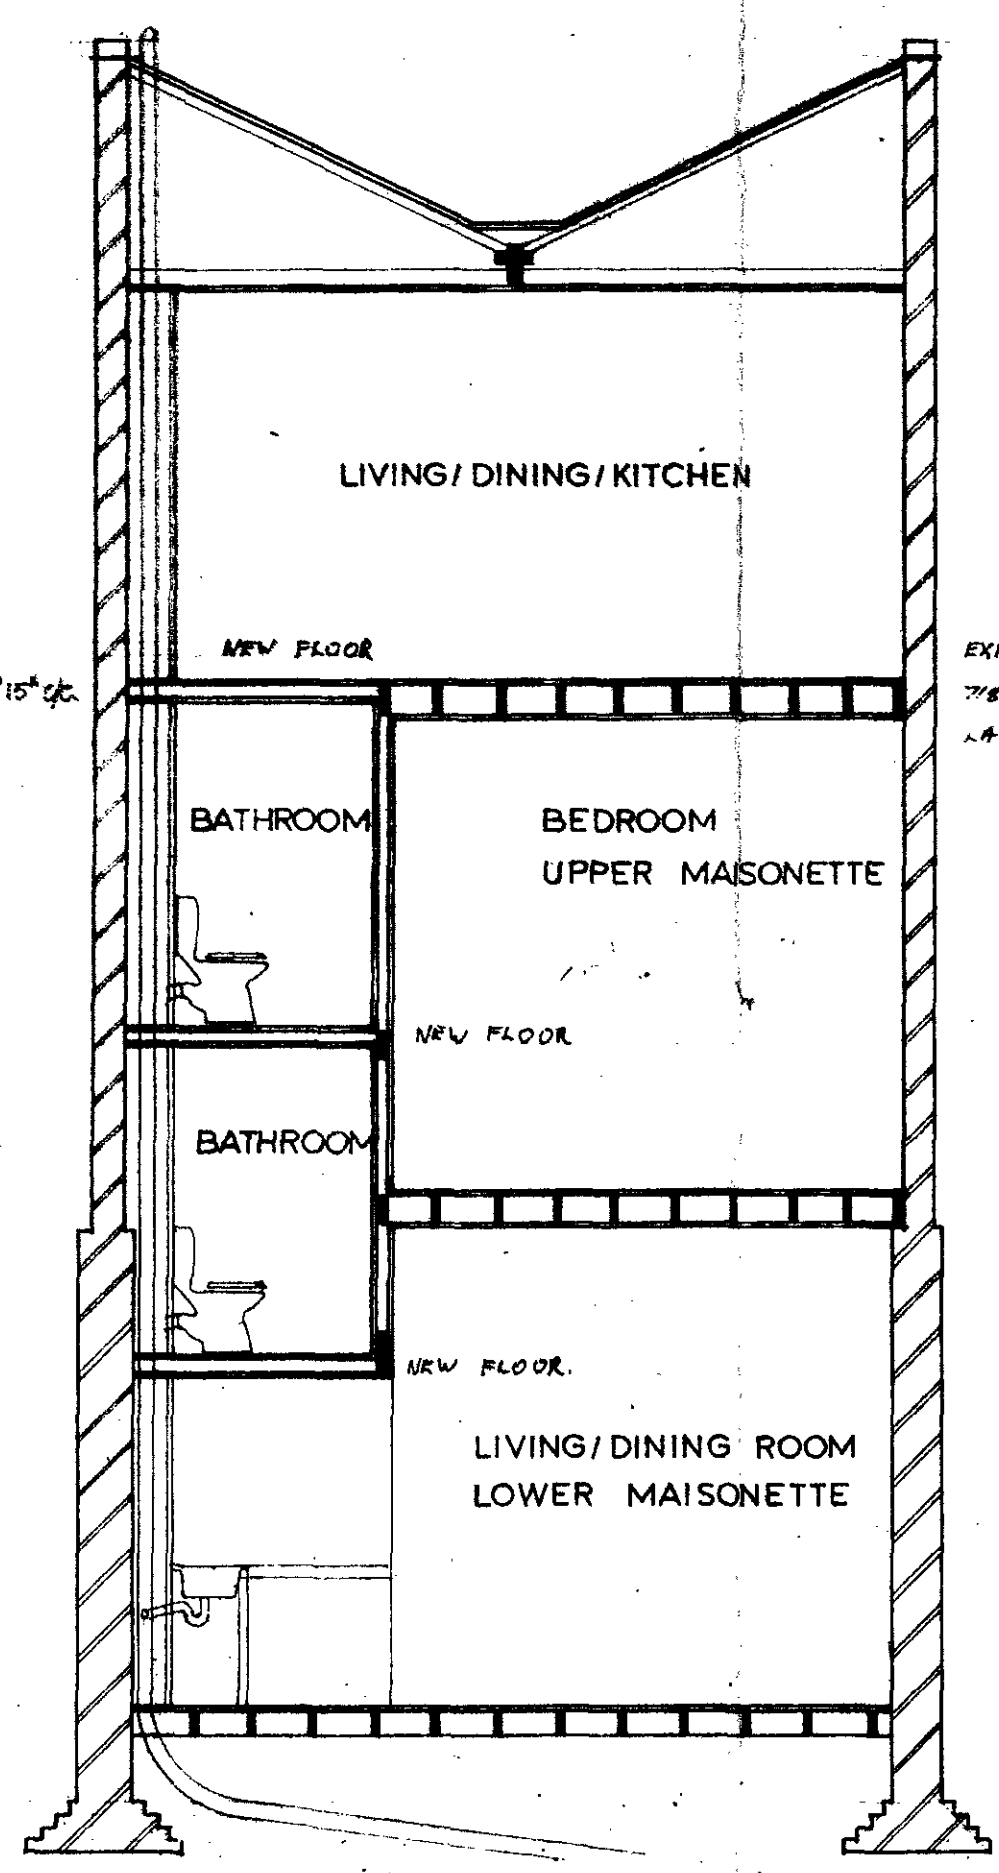 LIVING/DINING/KITCHEN
NEW FLOOR
15" c/c
BATHROOM
BEDROOM
UPPER MAISONETTE
NEW FLOOR
BATHROOM
NEW FLOOR.
LIVING/DINING ROOM
LOWER MAISONETTE